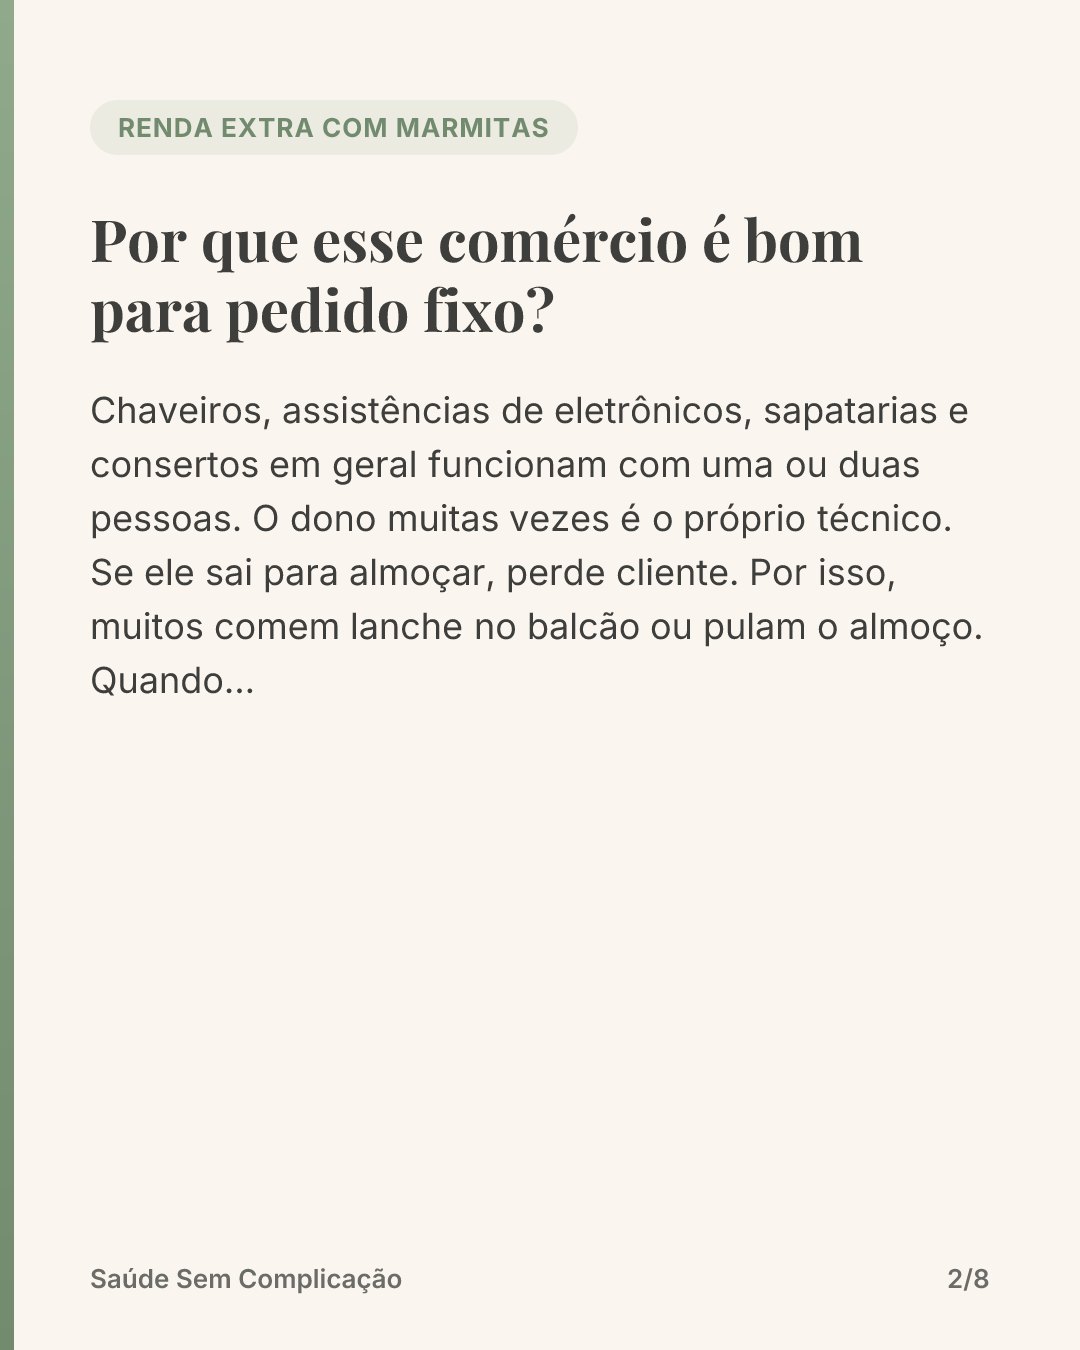 RENDA EXTRA COM MARMITAS
Por que esse comércio é bom
para pedido fixo?
Chaveiros, assistências de eletrônicos, sapatarias e
consertos em geral funcionam com uma ou duas
pessoas. O dono muitas vezes é o próprio técnico.
Se ele sai para almoçar, perde cliente. Por isso,
muitos comem lanche no balcão ou pulam o almoço.
Quando...
Saúde Sem Complicação
2/8